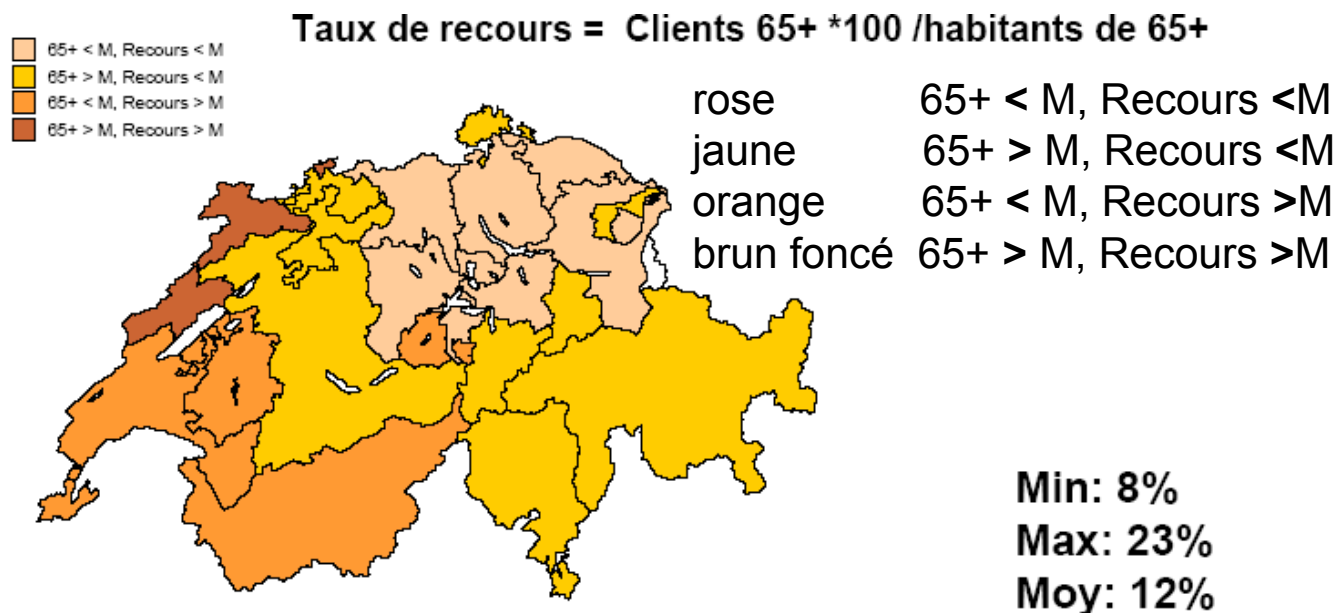 Taux de recours = Clients 65+ *100 /habitants de 65+
65+ < M, Recours < M
65+ > M, Recours < M
65+ < M, Recours > M
65+ > M, Recours > M
rose 65+ < M, Recours <M
jaune 65+ > M, Recours <M
orange 65+ < M, Recours >M
brun foncé 65+ > M, Recours >M
Min: 8%
Max: 23%
Moy: 12%